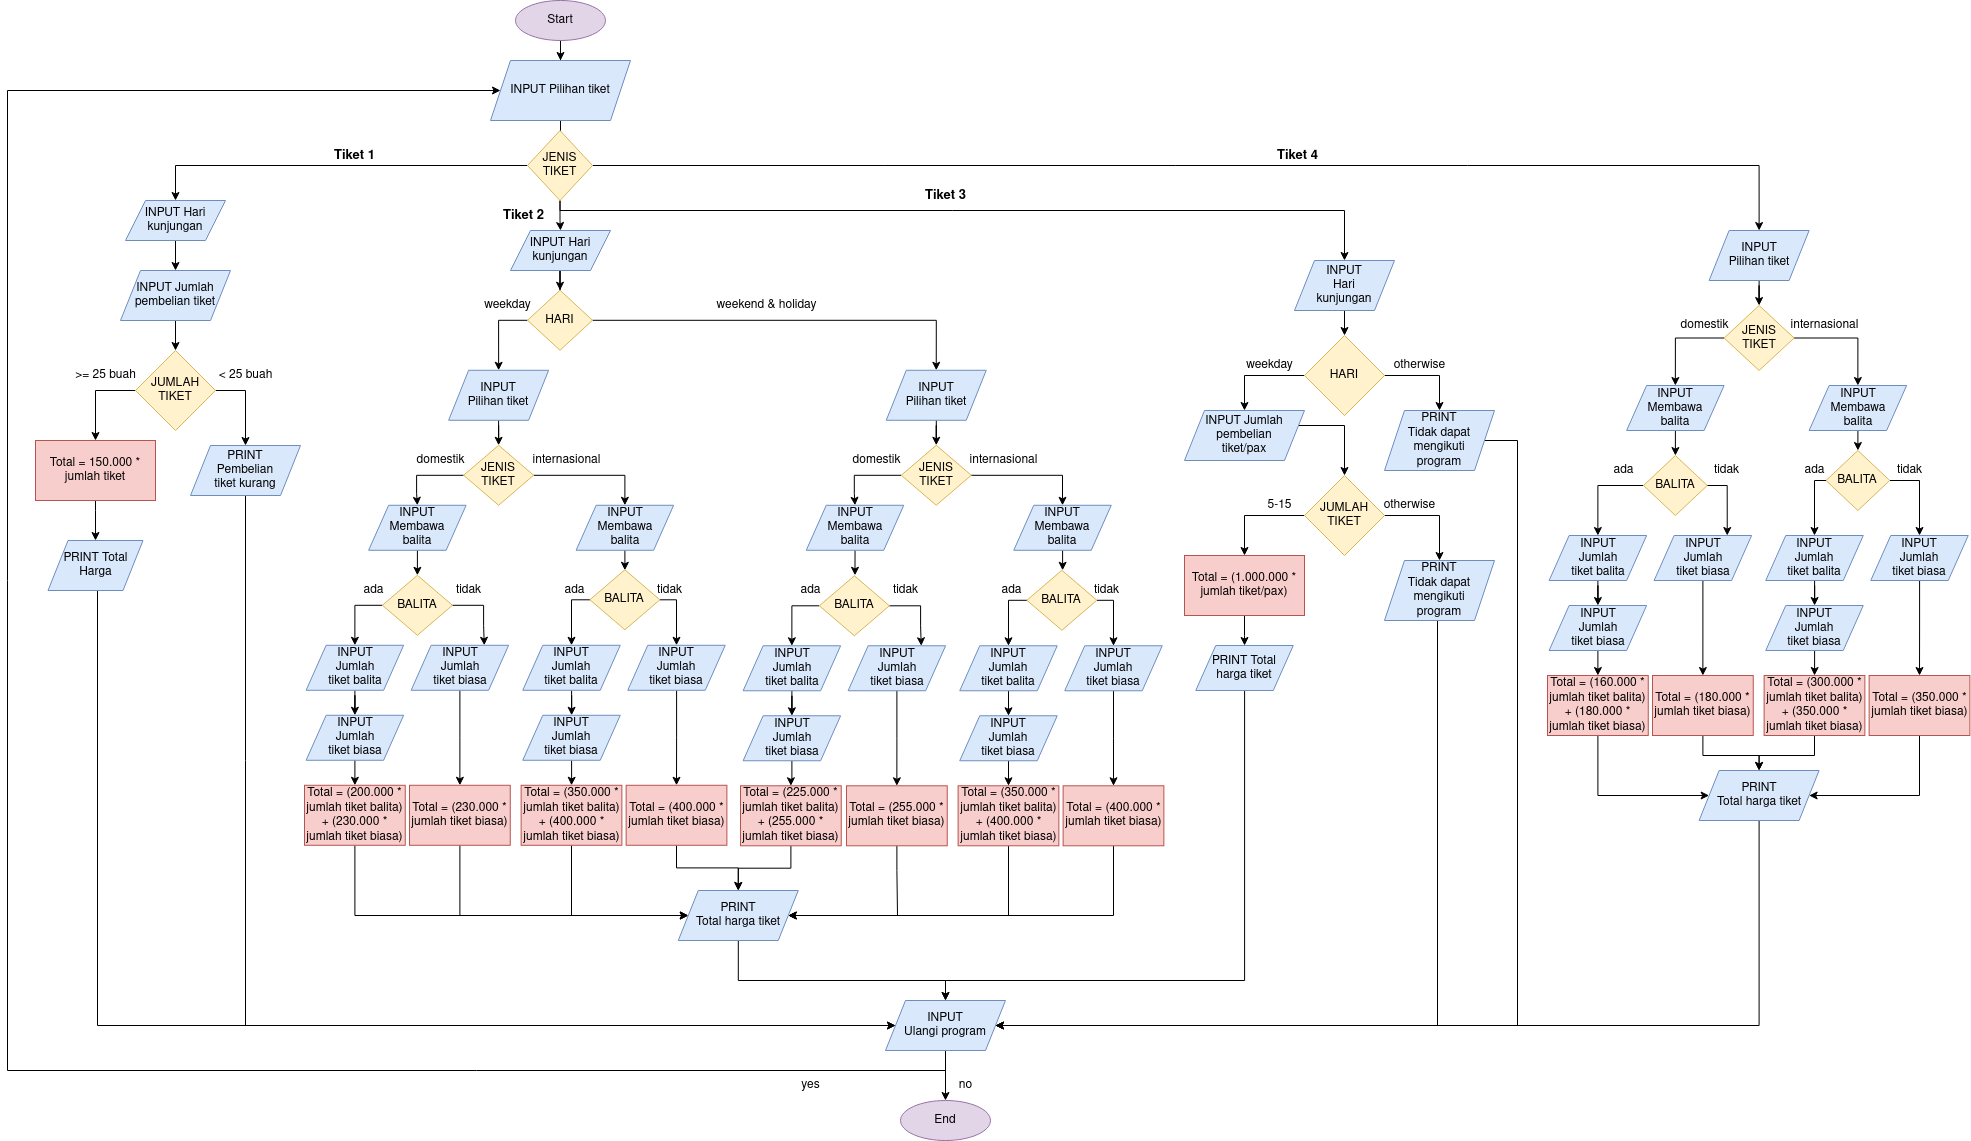 Start
INPUT Pilihan tiket
JENIS
TIKET
Tiket 1
Tiket 4
Tiket 3
Tiket 2
INPUT Hari
kunjungan
INPUT Jumlah
pembelian tiket
>= 25 buah
< 25 buah
JUMLAH
TIKET
Total = 150.000 *
jumlah tiket
PRINT
Pembelian
tiket kurang
PRINT Total
Harga
INPUT Hari
kunjungan
HARI
weekday
weekend & holiday
INPUT
Pilihan tiket
JENIS
TIKET
domestik
internasional
INPUT
Membawa
balita
INPUT
Membawa
balita
ada
BALITA
tidak
ada
BALITA
tidak
INPUT
Jumlah
tiket balita
INPUT
Jumlah
tiket biasa
INPUT
Jumlah
tiket balita
INPUT
Jumlah
tiket biasa
INPUT
Jumlah
tiket biasa
INPUT
Jumlah
tiket biasa
Total = (200.000 *
jumlah tiket balita)
+ (230.000 *
jumlah tiket biasa)
Total = (230.000 *
jumlah tiket biasa)
Total = (350.000 *
jumlah tiket balita)
+ (400.000 *
jumlah tiket biasa)
Total = (400.000 *
jumlah tiket biasa)
INPUT
Pilihan tiket
JENIS
TIKET
domestik
internasional
INPUT
Membawa
balita
INPUT
Membawa
balita
ada
BALITA
tidak
ada
BALITA
tidak
INPUT
Jumlah
tiket balita
INPUT
Jumlah
tiket biasa
INPUT
Jumlah
tiket balita
INPUT
Jumlah
tiket biasa
INPUT
Jumlah
tiket biasa
INPUT
Jumlah
tiket biasa
Total = (225.000 *
jumlah tiket balita)
+ (255.000 *
jumlah tiket biasa)
Total = (255.000 *
jumlah tiket biasa)
Total = (350.000 *
jumlah tiket balita)
+ (400.000 *
jumlah tiket biasa)
Total = (400.000 *
jumlah tiket biasa)
PRINT
Total harga tiket
INPUT
Hari
kunjungan
HARI
weekday
otherwise
INPUT Jumlah
pembelian
tiket/pax
PRINT
Tidak dapat
mengikuti
program
JUMLAH
TIKET
5-15
otherwise
Total = (1.000.000 *
jumlah tiket/pax)
PRINT
Tidak dapat
mengikuti
program
PRINT Total
harga tiket
INPUT
Pilihan tiket
JENIS
TIKET
domestik
internasional
INPUT
Membawa
balita
INPUT
Membawa
balita
ada
BALITA
tidak
ada
BALITA
tidak
INPUT
Jumlah
tiket balita
INPUT
Jumlah
tiket biasa
INPUT
Jumlah
tiket balita
INPUT
Jumlah
tiket biasa
INPUT
Jumlah
tiket biasa
INPUT
Jumlah
tiket biasa
Total = (160.000 *
jumlah tiket balita)
+ (180.000 *
jumlah tiket biasa)
Total = (180.000 *
jumlah tiket biasa)
Total = (300.000 *
jumlah tiket balita)
+ (350.000 *
jumlah tiket biasa)
Total = (350.000 *
jumlah tiket biasa)
PRINT
Total harga tiket
INPUT
Ulangi program
yes
no
End